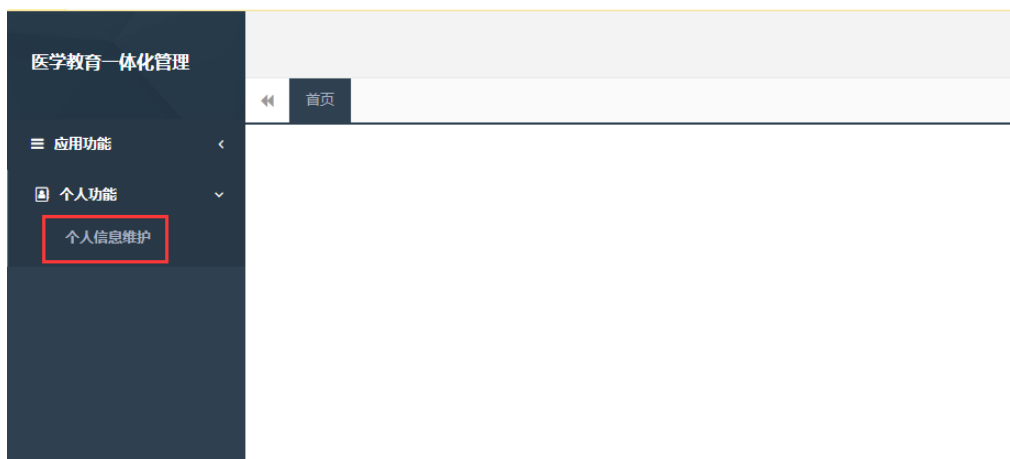 医学教育一体化管理
首页
应用功能
个人功能
个人信息维护